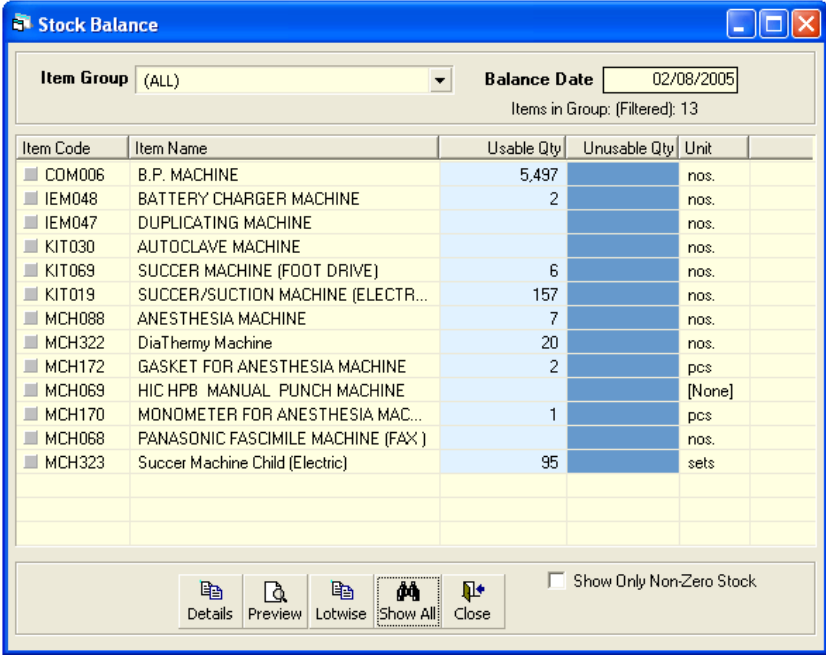 Stock Balance
Item Group (ALL) Balance Date 02/08/2005
Items in Group: (Filtered): 13
Item Code Item Name Usable Qty Unusable Qty Unit
COM006 B.P. MACHINE 5,497 nos.
IEM048 BATTERY CHARGER MACHINE 2 nos.
IEM047 DUPLICATING MACHINE nos.
KIT030 AUTOCLAVE MACHINE nos.
KIT069 SUCCER MACHINE (FOOT DRIVE) 6 nos.
KIT019 SUCCER/SUCTION MACHINE (ELECTR... 157 nos.
MCH088 ANESTHESIA MACHINE 7 nos.
MCH322 DiaThermy Machine 20 nos.
MCH172 GASKET FOR ANESTHESIA MACHINE 2 pcs
MCH069 HIC HPB MANUAL PUNCH MACHINE [None]
MCH170 MONOMETER FOR ANESTHESIA MAC... 1 pcs
MCH068 PANASONIC FASCIMILE MACHINE (FAX ) nos.
MCH323 Succer Machine Child (Electric) 95 sets
Show Only Non-Zero Stock
Details Preview Lotwise Show All Close